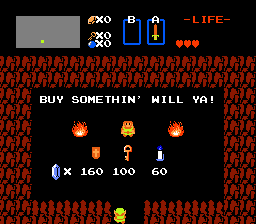 X0 B A -LIFE-
X0
X0
BUY SOMETHIN' WILL YA!
X 160 100 60